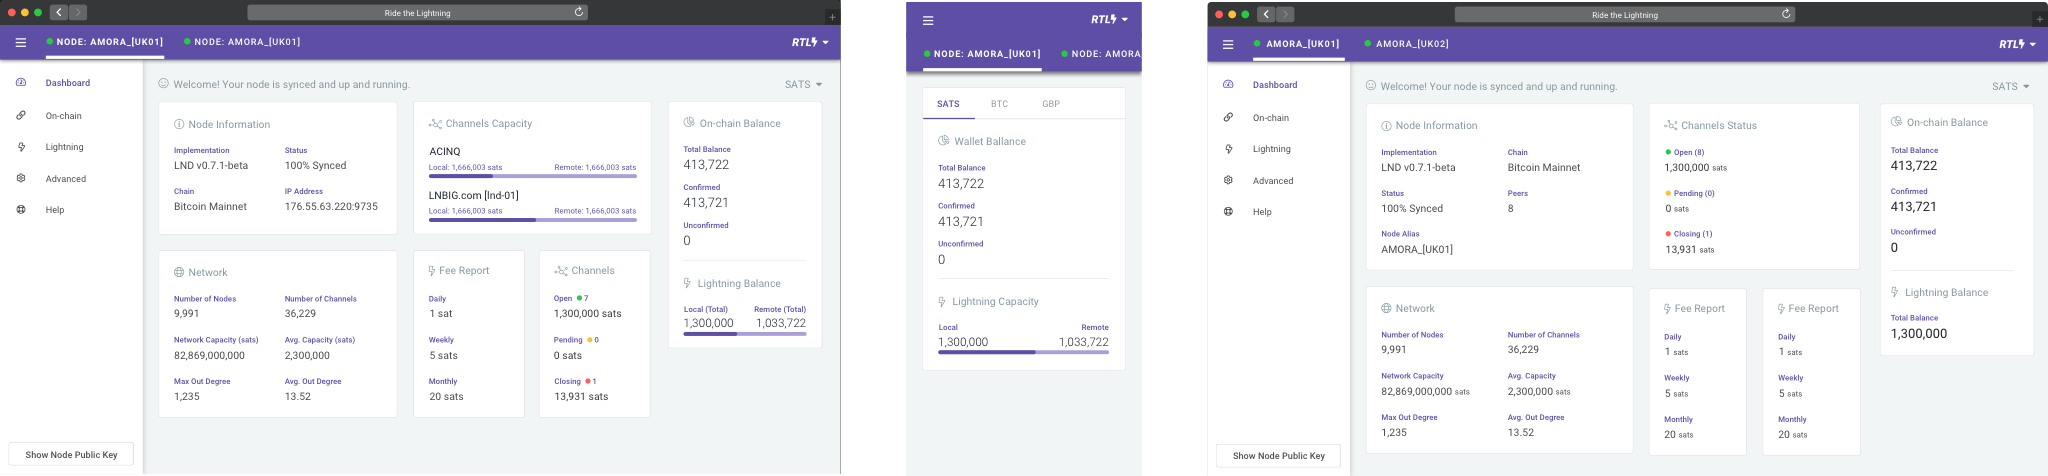 Ride the Lightning
NODE: AMORA_[UK01]
NODE: AMORA_[UK01]
RTL
Dashboard
On-chain
Lightning
Advanced
Help
Show Node Public Key
Welcome! Your node is synced and up and running.
SATS
Node Information
Implementation Status
LND v0.7.1-beta 100% Synced
Chain IP Address
Bitcoin Mainnet 176.55.63.220:9735
Channels Capacity
ACINQ
Local: 1,666,003 sats Remote: 1,666,003 sats
LNBIG.com [lnd-01]
Local: 1,666,003 sats Remote: 1,666,003 sats
On-chain Balance
Total Balance
413,722
Confirmed
413,721
Unconfirmed
0
Lightning Balance
Local (Total) Remote (Total)
1,300,000 1,033,722
Network
Number of Nodes Number of Channels
9,991 36,229
Network Capacity (sats) Avg. Capacity (sats)
82,869,000,000 2,300,000
Max Out Degree Avg. Out Degree
1,235 13.52
Fee Report
Daily
1 sat
Weekly
5 sats
Monthly
20 sats
Channels
Open 7
1,300,000 sats
Pending 0
0 sats
Closing 1
13,931 sats
RTL
NODE: AMORA_[UK01] NODE: AMORA
SATS BTC GBP
Wallet Ballance
Total Balance
413,722
Confirmed
413,721
Unconfirmed
0
Lightning Capacity
Local Remote
1,300,000 1,033,722
Ride the Lightning
AMORA_[UK01] AMORA_[UK02]
RTL
Dashboard
On-chain
Lightning
Advanced
Help
Show Node Public Key
Welcome! Your node is synced and up and running.
SATS
Node Information
Implementation Chain
LND v0.7.1-beta Bitcoin Mainnet
Status Peers
100% Synced 8
Node Alias
AMORA_[UK01]
Channels Status
Open (8)
1,300,000 sats
Pending (0)
0 sats
Closing (1)
13,931 sats
On-chain Balance
Total Balance
413,722
Confirmed
413,721
Unconfirmed
0
Lightning Balance
Total Balance
1,300,000
Network
Number of Nodes Number of Channels
9,991 36,229
Network Capacity Avg. Capacity
82,869,000,000 sats 2,300,000 sats
Max Out Degree Avg. Out Degree
1,235 13.52
Fee Report
Daily
1 sats
Weekly
5 sats
Monthly
20 sats
Fee Report
Daily
1 sats
Weekly
5 sats
Monthly
20 sats